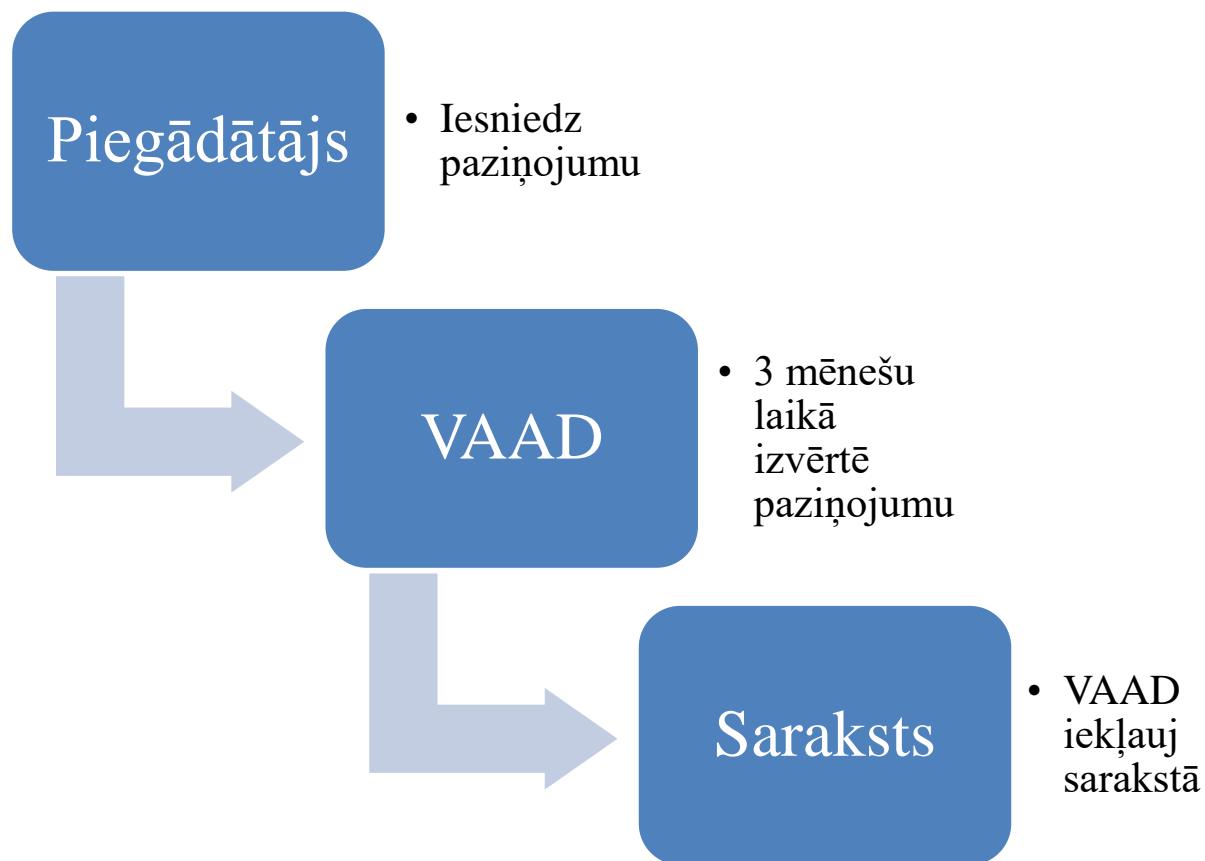 Piegādātājs
• Iesniedz
paziņojumu
VAAD
• 3 mēnešu
laikā
izvērtē
paziņojumu
Saraksts
• VAAD
iekļauj
sarakstā